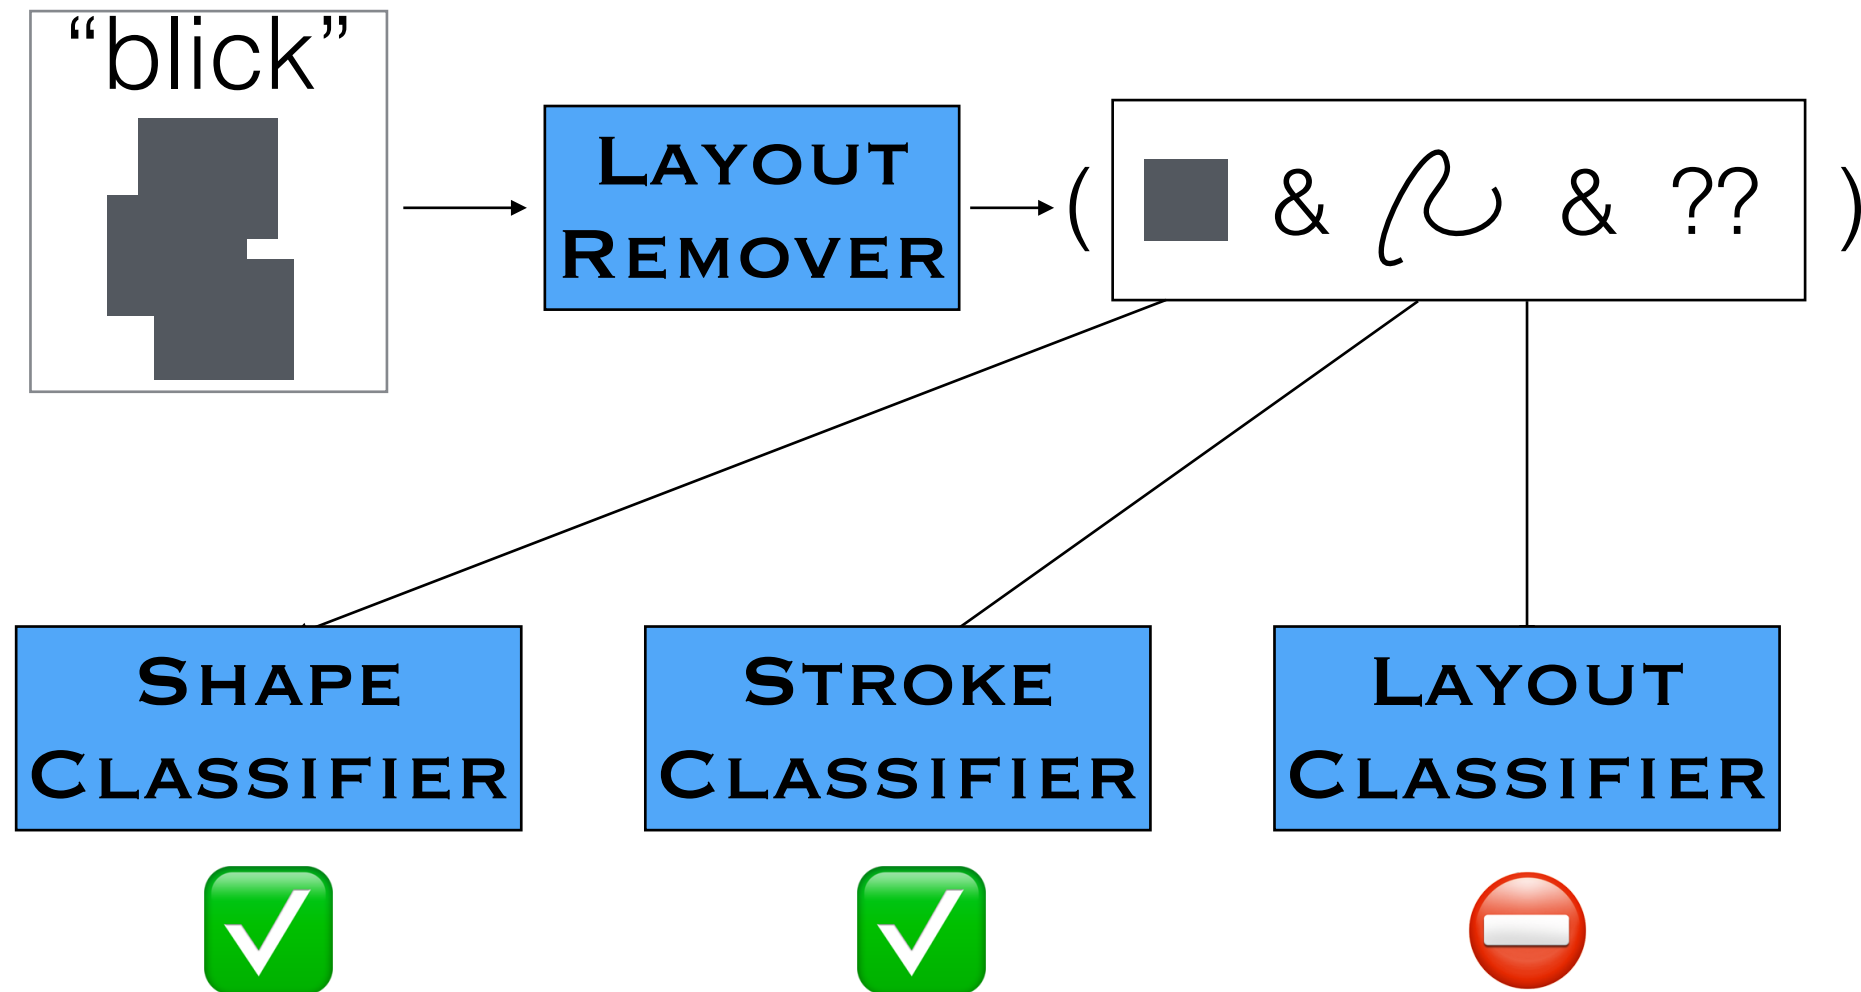 “blick”
LAYOUT
REMOVER
( & & ?? )
SHAPE
CLASSIFIER
STROKE
CLASSIFIER
LAYOUT
CLASSIFIER